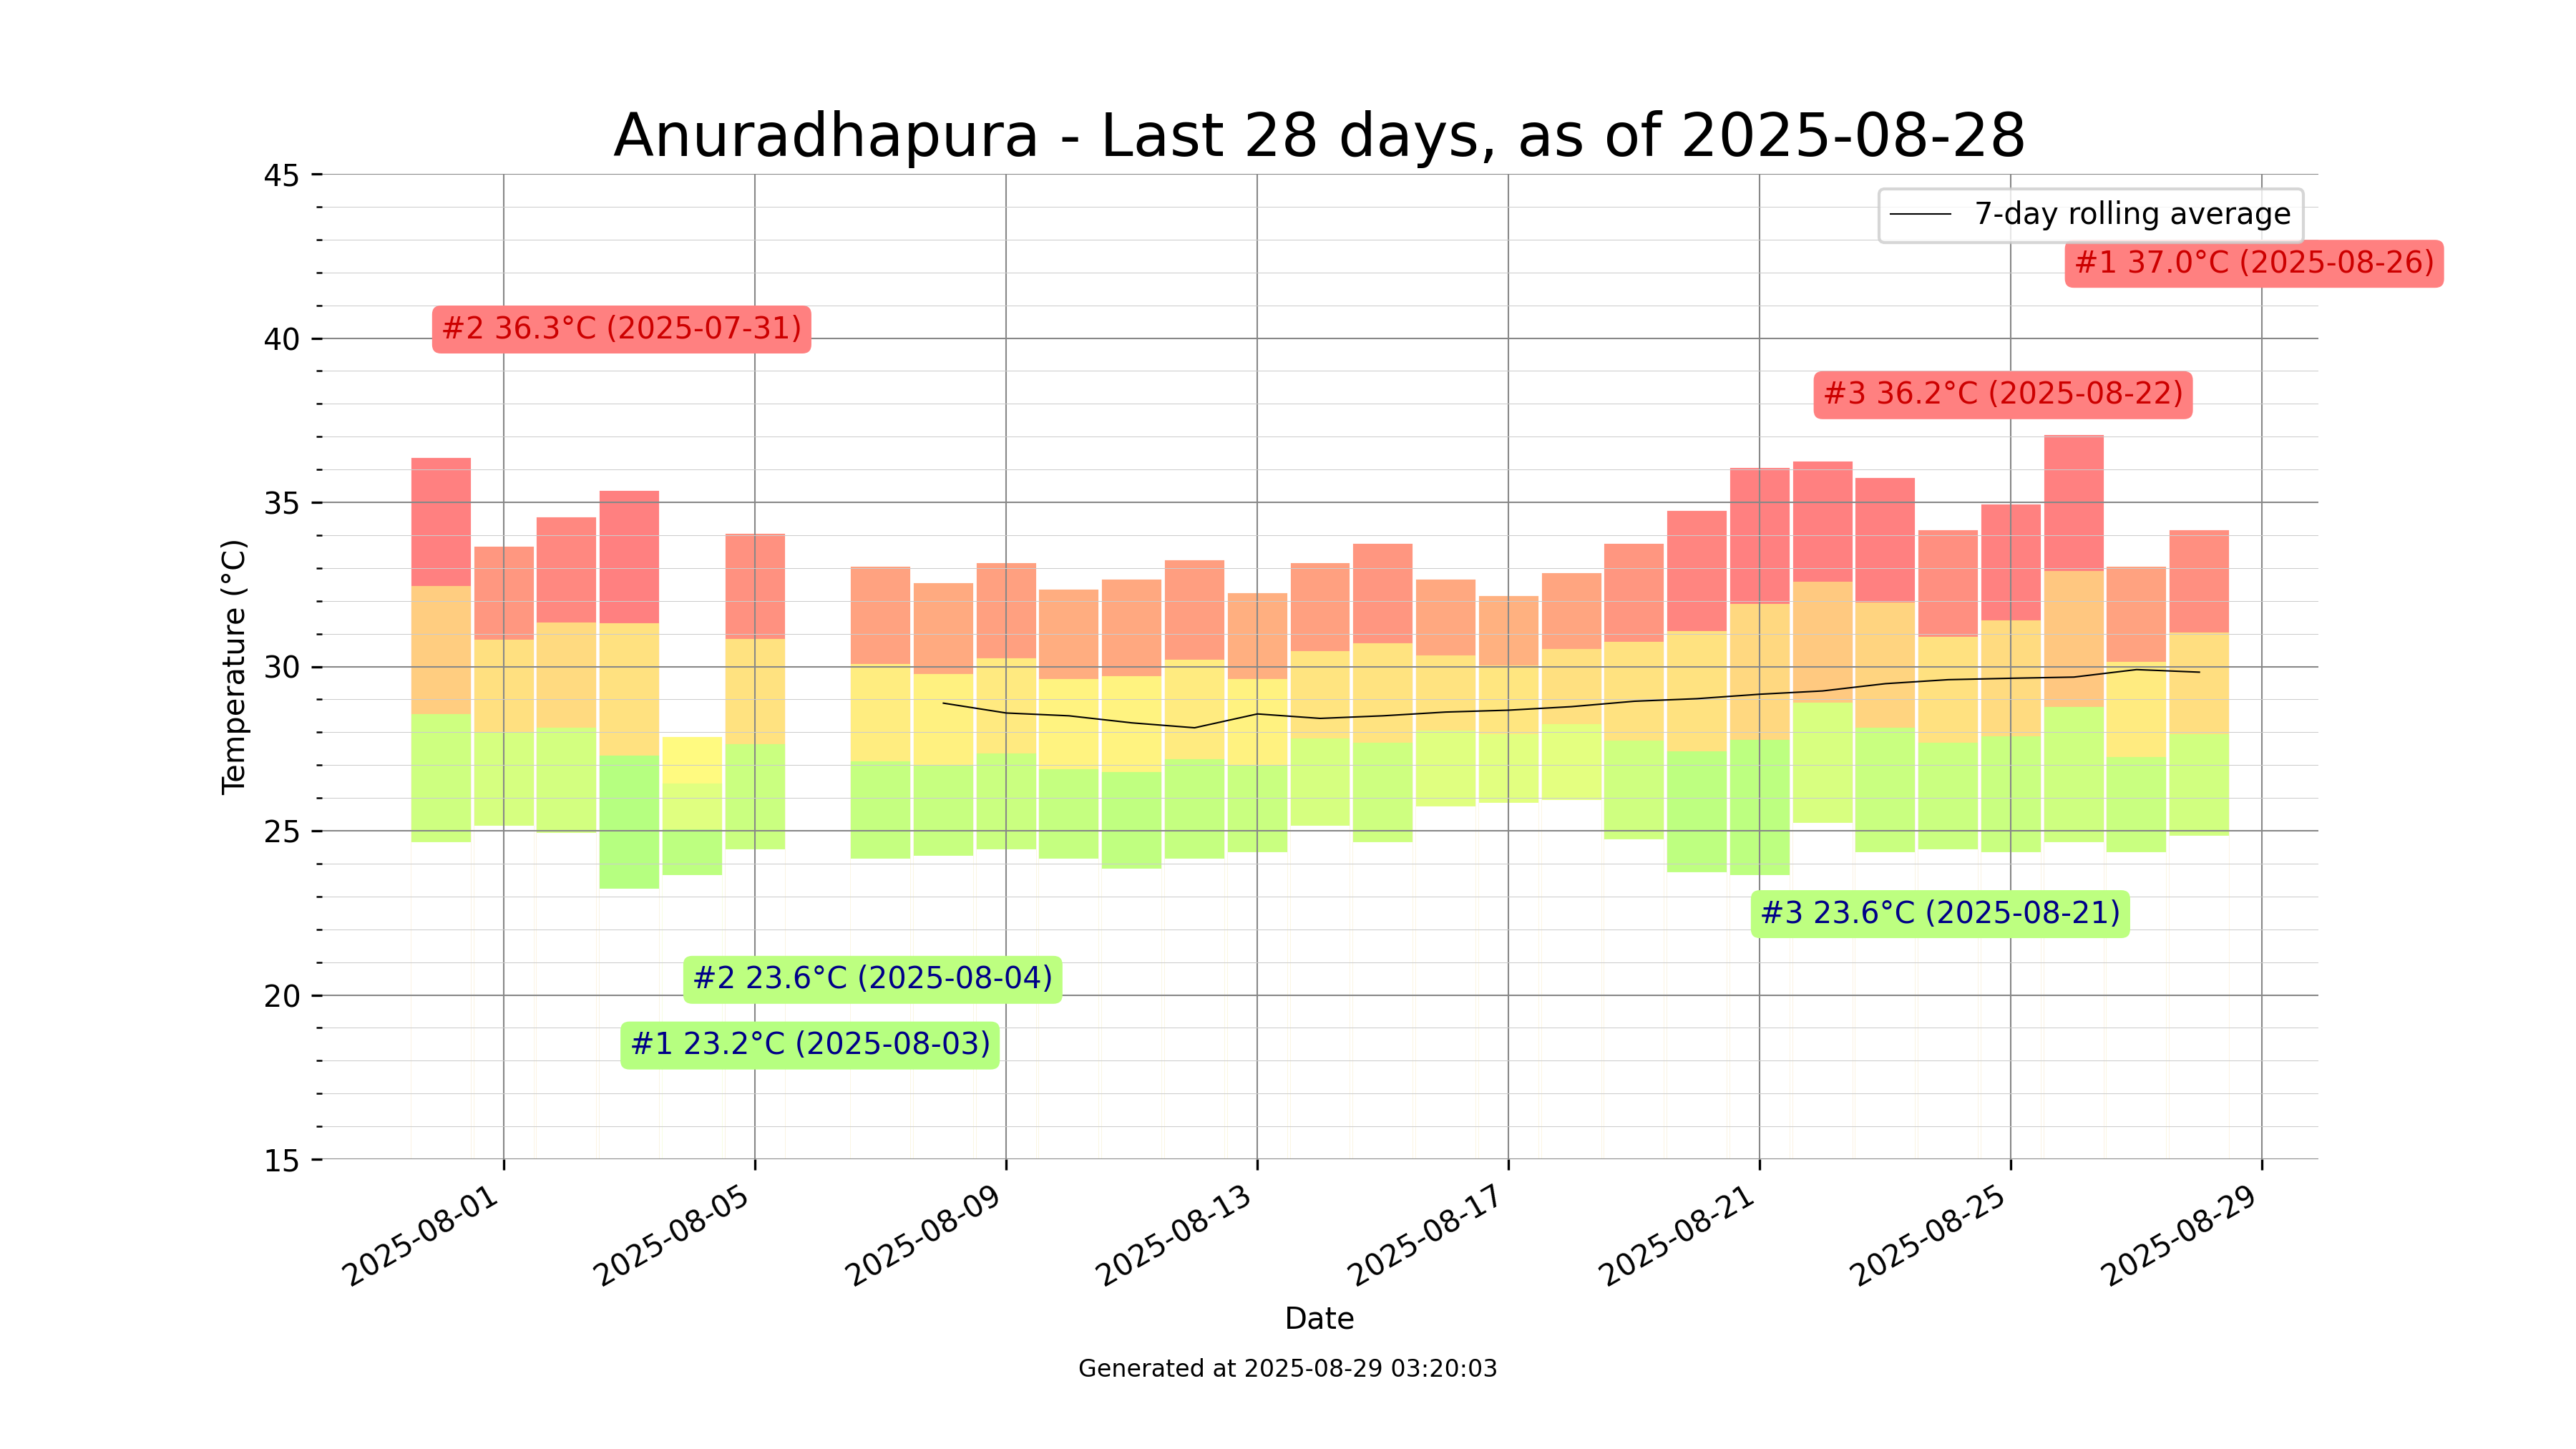 Anuradhapura - Last 28 days, as of 2025-08-28
45
7-day rolling average
#1 37.0°C (2025-08-26)
#2 36.3°C (2025-07-31)
40
#3 36.2°C (2025-08-22)
35
Temperature (°C)
30
25
#3 23.6°C (2025-08-21)
#2 23.6°C (2025-08-04)
20
#1 23.2°C (2025-08-03)
15
2025-08-01
2025-08-05
2025-08-09
2025-08-13
2025-08-17
2025-08-21
2025-08-25
2025-08-29
Date
Generated at 2025-08-29 03:20:03